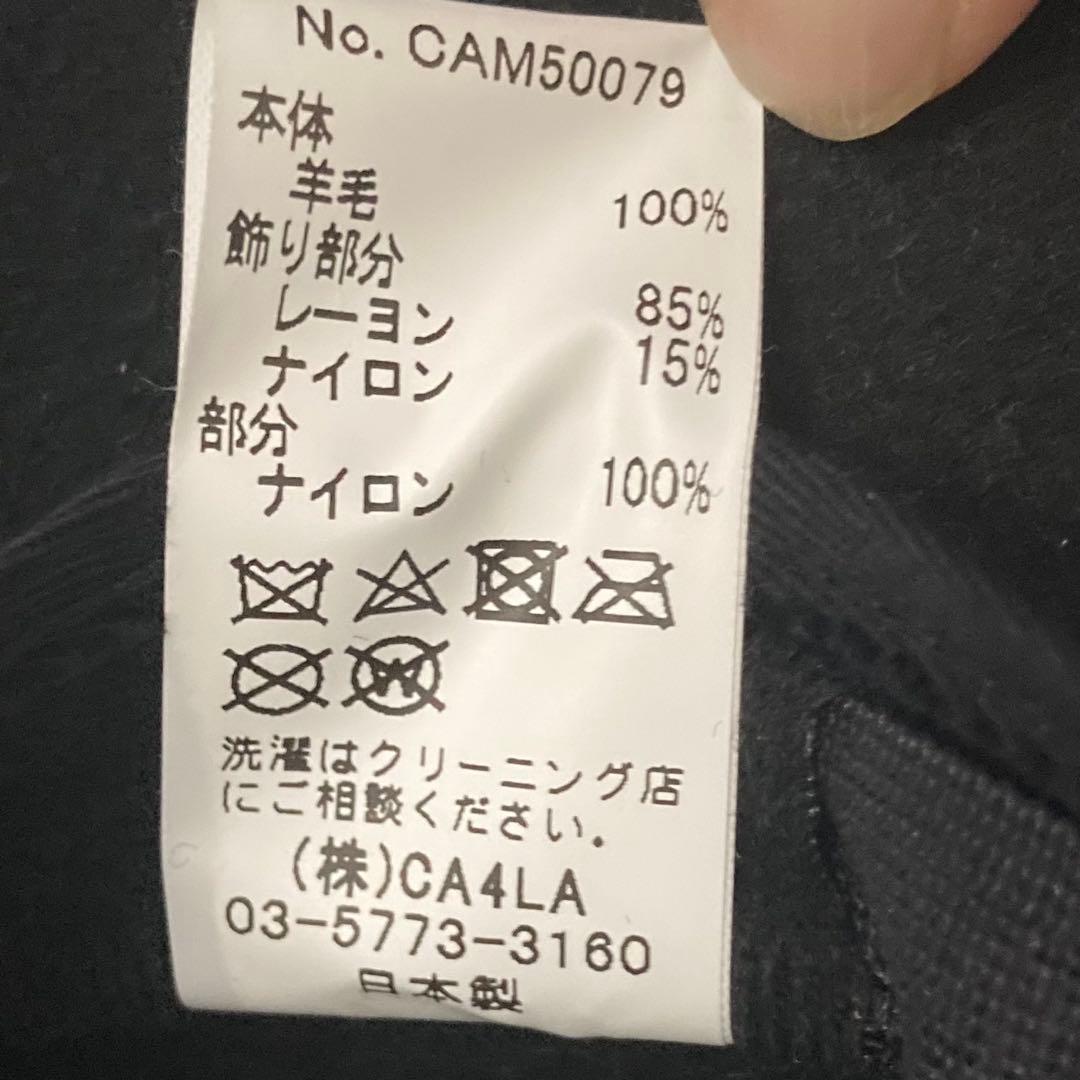 No. CAM50079
本体
羊毛 100%
飾り部分
レーヨン 85%
ナイロン 15%
部分
ナイロン 100%
W
洗濯はクリーニング店
にご相談ください.
(株)CA4LA
03-5773-3160
日本製